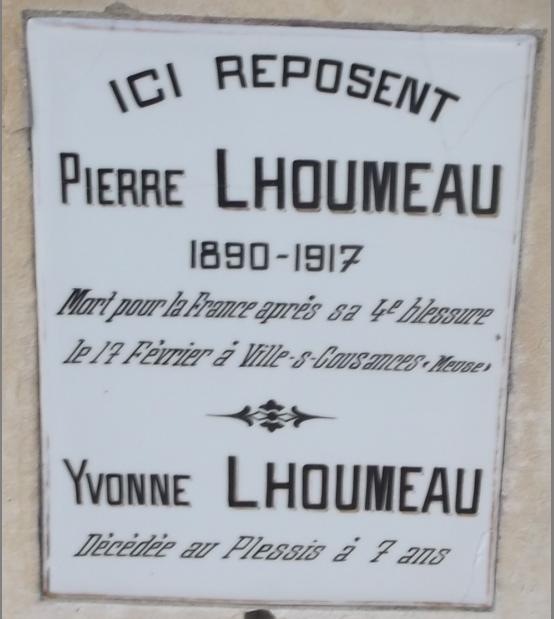 ICI REPOSENT
PIERRE LHOUMEAU
1890-1917
Mort pour la France après sa 4e blessure
le 17 Février à Ville-s-Cousances "Meuse"
YVONNE LHOUMEAU
Décédée au Plessis à 7 ans